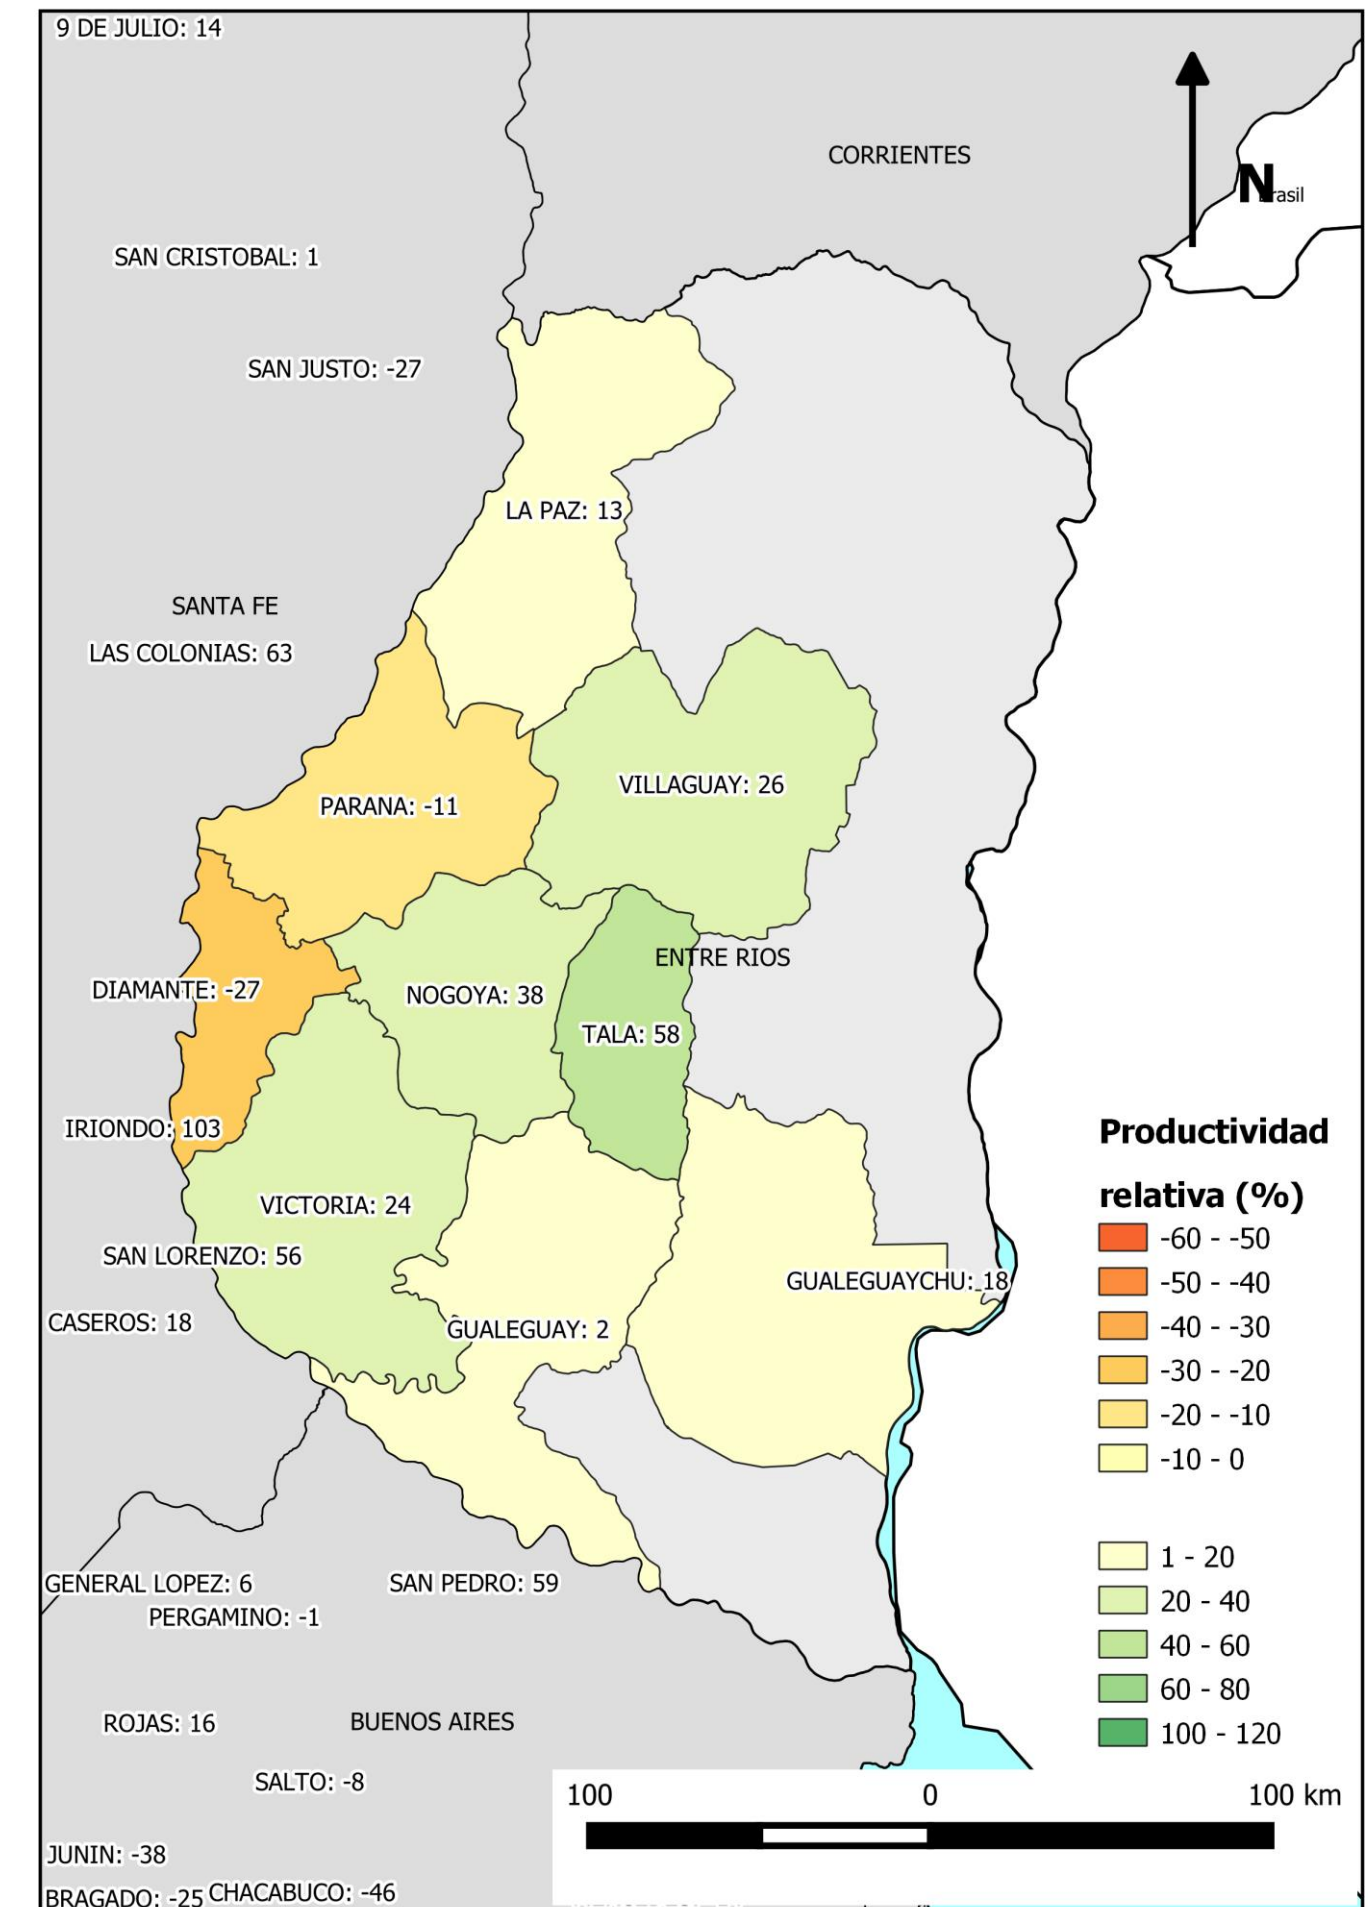 9 DE JULIO: 14
CORRIENTES
N
SAN CRISTOBAL: 1
SAN JUSTO: -27
LA PAZ: 13
SANTA FE
LAS COLONIAS: 63
VILLAGUAY: 26
PARANA: -11
ENTRE RIOS
DIAMANTE: -27
NOGOYA: 38
TALA: 58
IRIONDO: 103
VICTORIA: 24
SAN LORENZO: 56
GUALEGUAYCHU: 18
CASEROS: 18
GUALEGUAY: 2
Productividad
relativa (%)
-60 - -50
-50 - -40
-40 - -30
-30 - -20
-20 - -10
-10 - 0
1 - 20
20 - 40
40 - 60
60 - 80
100 - 120
GENERAL LOPEZ: 6
SAN PEDRO: 59
PERGAMINO: -1
ROJAS: 16
BUENOS AIRES
SALTO: -8
100 0 100 km
JUNIN: -38
BRAGADO: -25
CHACABUCO: -46